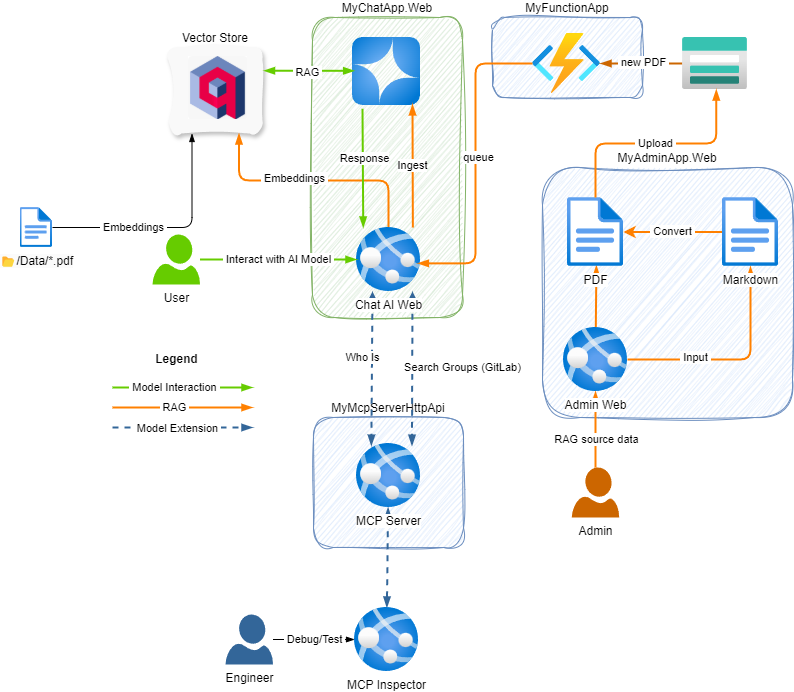 MyChatApp.Web
MyFunctionApp
Vector Store
RAG
new PDF
Upload
MyAdminApp.Web
Response
Ingest
queue
Embeddings
Embeddings
/Data/*.pdf
User
Interact with AI Model
Chat AI Web
Convert
PDF
Markdown
Legend
Model Interaction
RAG
Model Extension
Who Is
Search Groups (GitLab)
Input
Admin Web
RAG source data
Admin
MyMcpServerHttpApi
MCP Server
Engineer
Debug/Test
MCP Inspector